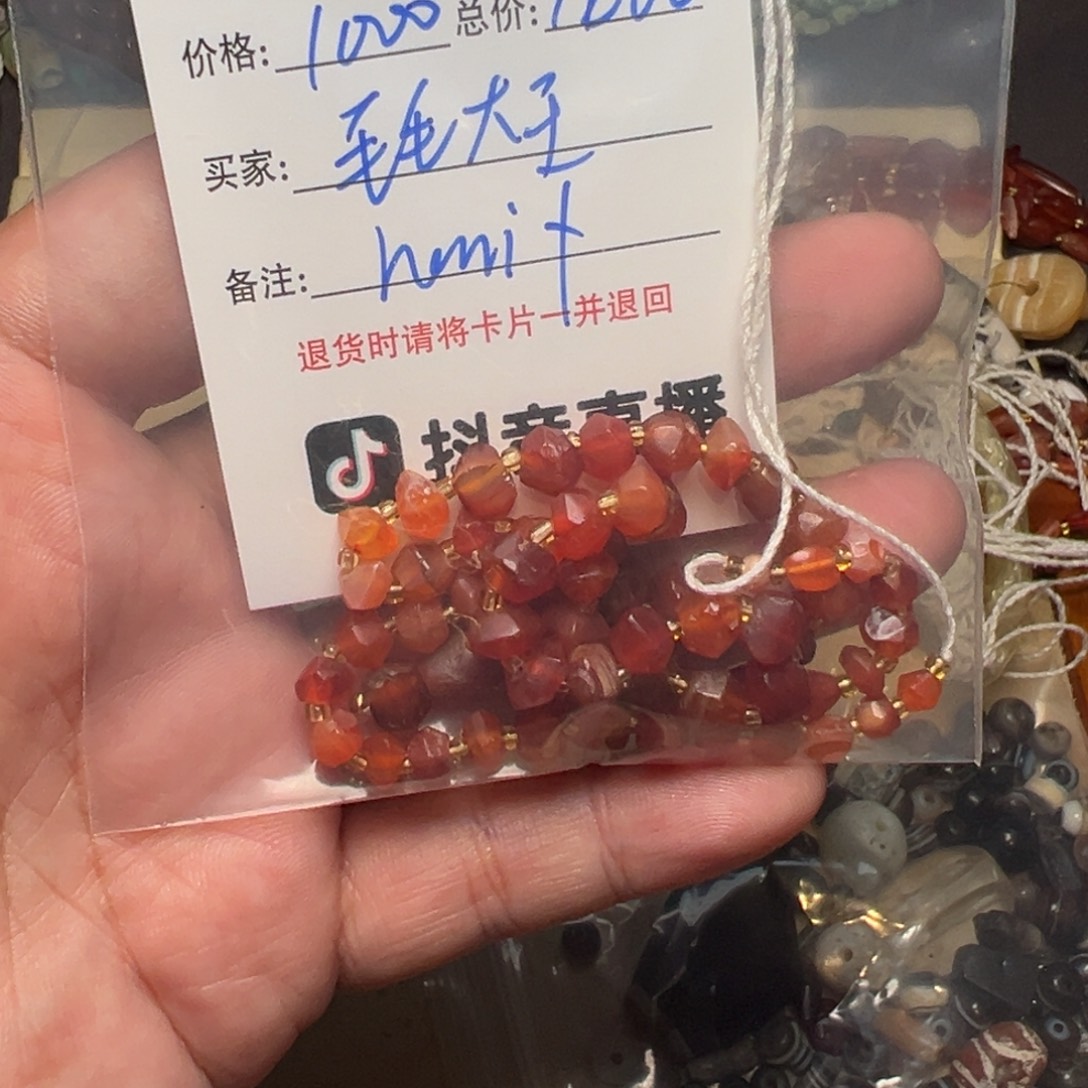 价格: 1000 总价: 1000
买家: 毛毛大王
备注:
退货时请将卡片一并退回
抖音直播